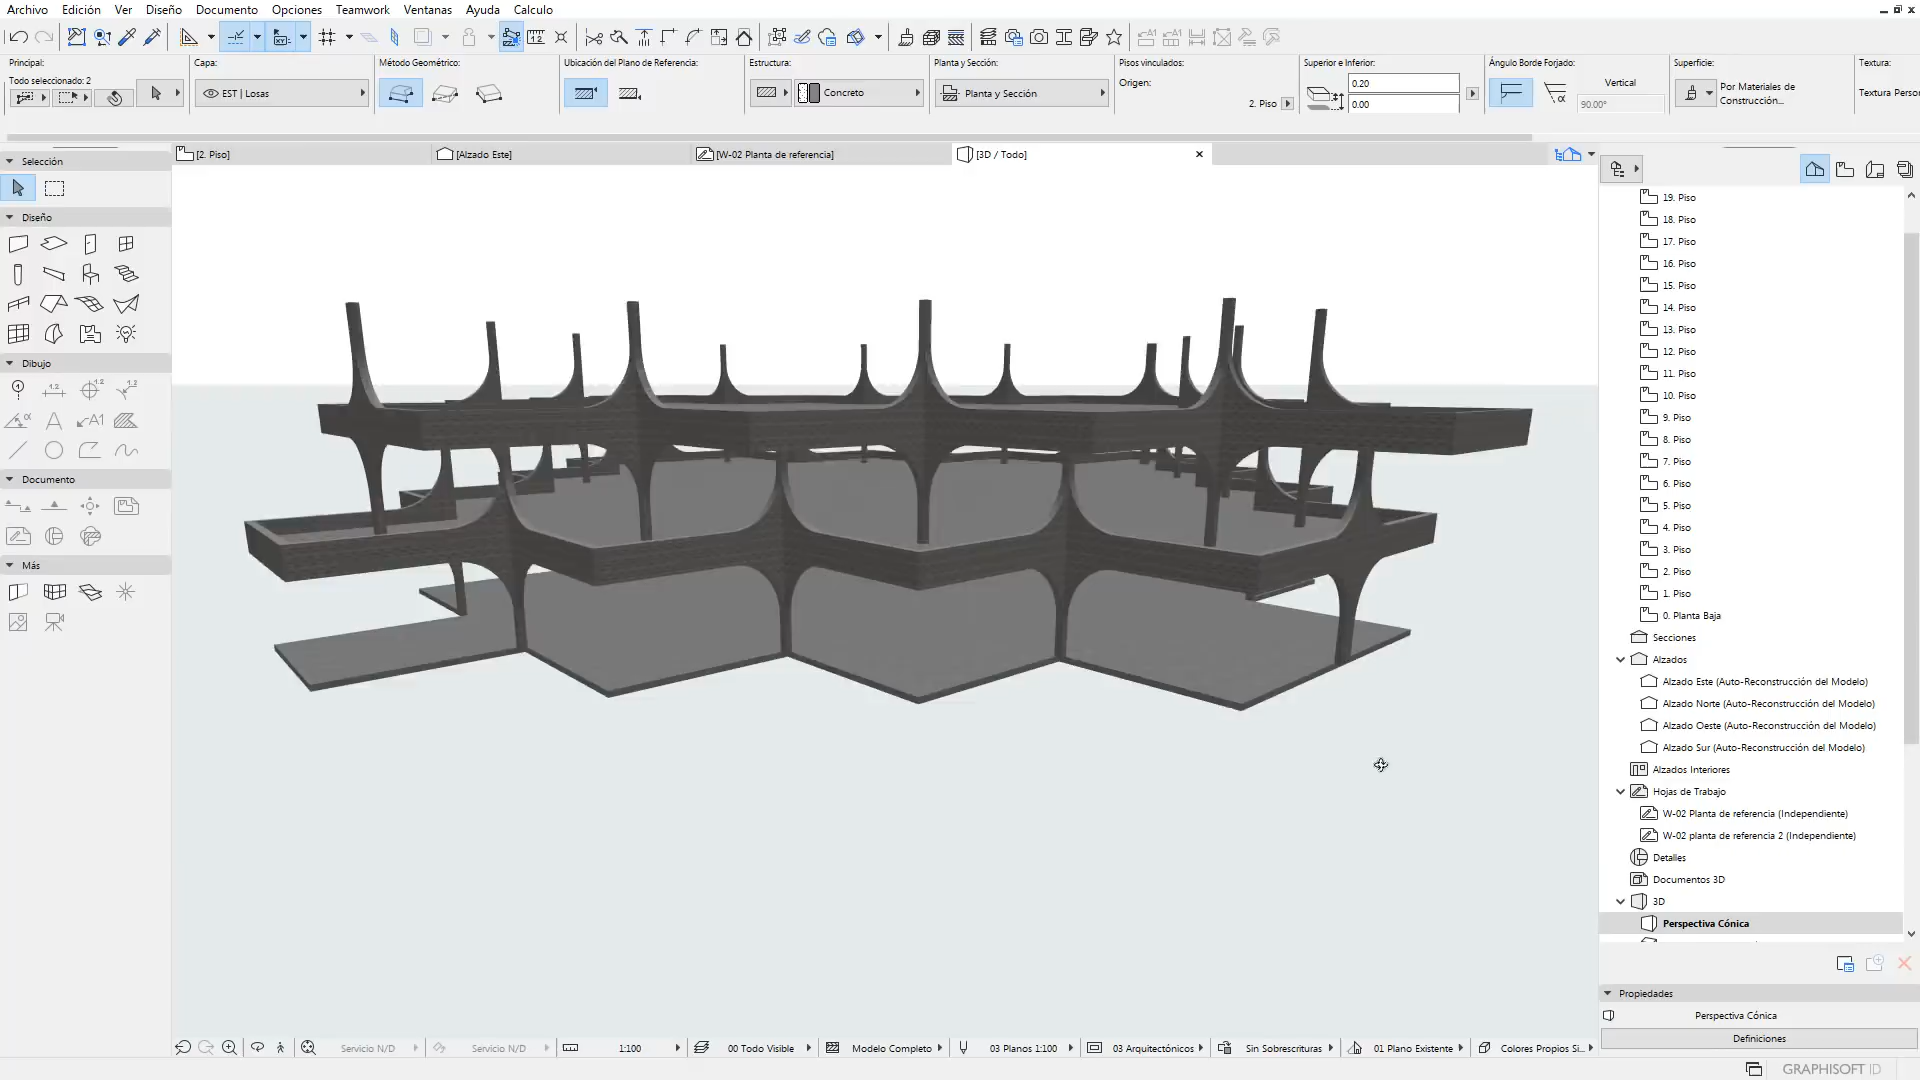 Archivo Edición Ver Diseño Documento Opciones Teamwork Ventanas Ayuda Calculo
Principal: Capa: Método Geométrico: Ubicación del Plano de Referencia: Estructura: Planta y Sección: Pisos vinculados: Superior e Inferior: Ángulo Borde Forjado: Superficie: Textura:
Todo seleccionado: 2
EST | Losas
Concreto
Planta y Sección
Origen:
2. Piso
0.20
0.00
Vertical
90.00°
Por Materiales de
Construcción...
Textura Perso
[2. Piso] [Alzado Este] [W-02 Planta de referencia] [3D / Todo]
Selección
Diseño
Dibujo
Documento
Más
19. Piso
18. Piso
17. Piso
16. Piso
15. Piso
14. Piso
13. Piso
12. Piso
11. Piso
10. Piso
9. Piso
8. Piso
7. Piso
6. Piso
5. Piso
4. Piso
3. Piso
2. Piso
1. Piso
0. Planta Baja
Secciones
Alzados
Alzado Este (Auto-Reconstrucción del Modelo)
Alzado Norte (Auto-Reconstrucción del Modelo)
Alzado Oeste (Auto-Reconstrucción del Modelo)
Alzado Sur (Auto-Reconstrucción del Modelo)
Alzados Interiores
Hojas de Trabajo
W-02 Planta de referencia (Independiente)
W-02 planta de referencia 2 (Independiente)
Detalles
Documentos 3D
3D
Perspectiva Cónica
Propiedades
Perspectiva Cónica
Definiciones
Servicio N/D Servicio N/D 1:100 00 Todo Visible Modelo Completo 03 Planos 1:100 03 Arquitectónicos Sin Sobrescrituras 01 Plano Existente Colores Propios Si...
GRAPHISOFT ID